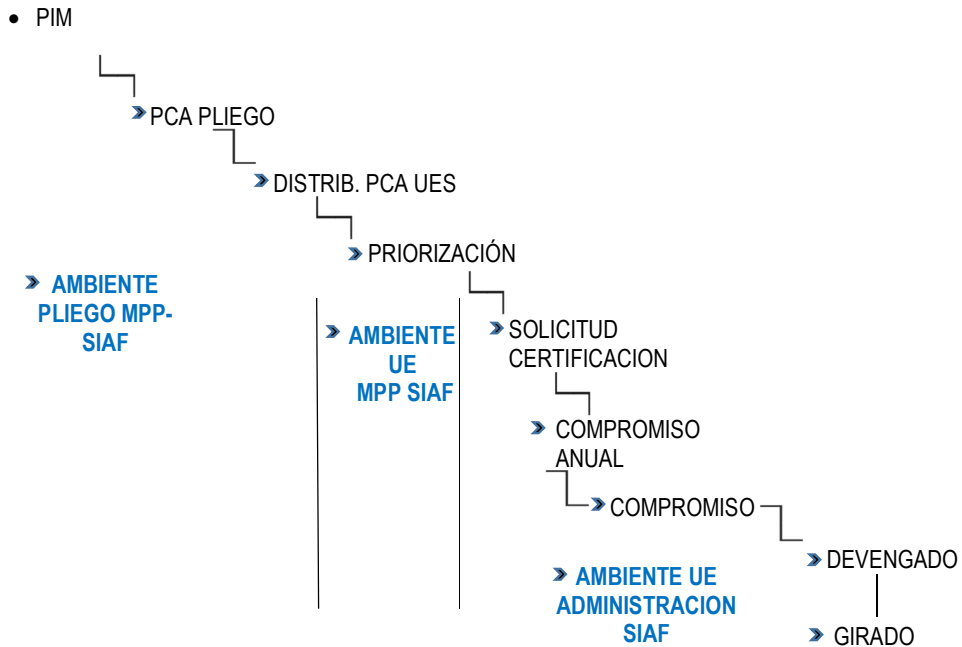 • PIM
PCA PLIEGO
DISTRIB. PCA UES
PRIORIZACIÓN
AMBIENTE
PLIEGO MPP-
SIAF
AMBIENTE
UE
MPP SIAF
SOLICITUD
CERTIFICACION
COMPROMISO
ANUAL
COMPROMISO
DEVENGADO
AMBIENTE UE
ADMINISTRACION
SIAF
GIRADO